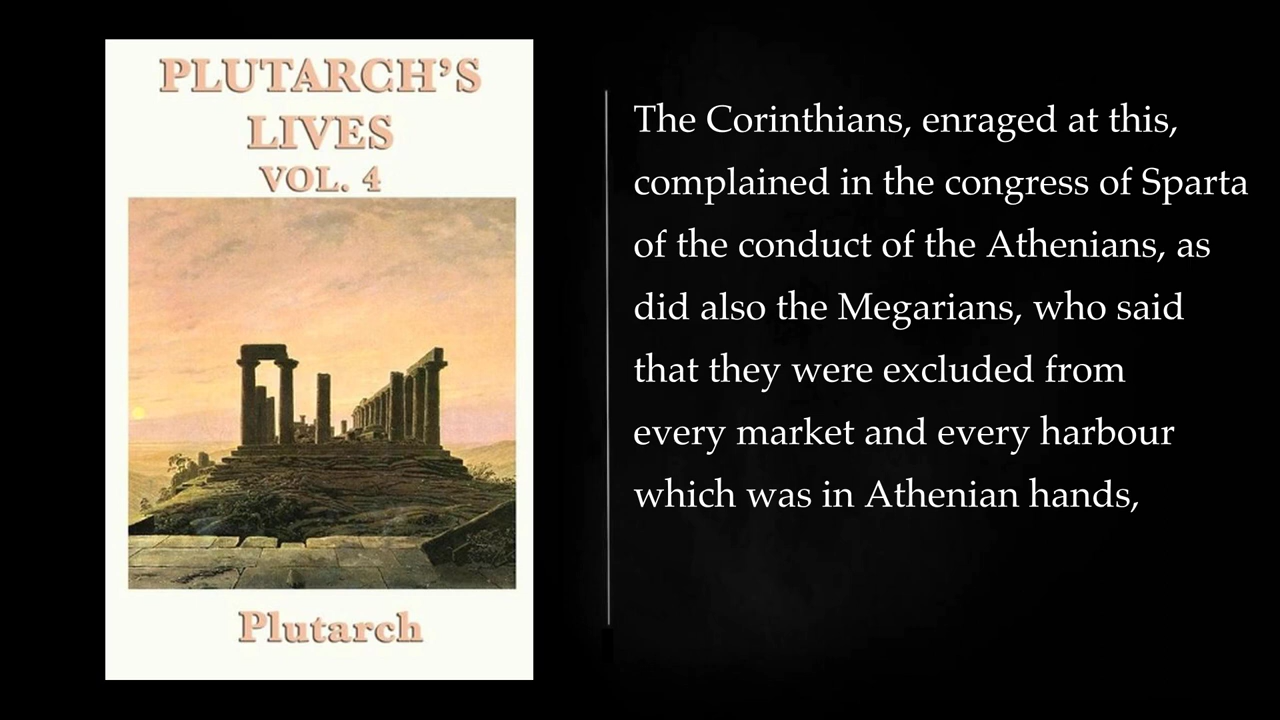 PLUTARCH'S
LIVES
VOL. 4
Plutarch
The Corinthians, enraged at this,
complained in the congress of Sparta
of the conduct of the Athenians, as
did also the Megarians, who said
that they were excluded from
every market and every harbour
which was in Athenian hands,